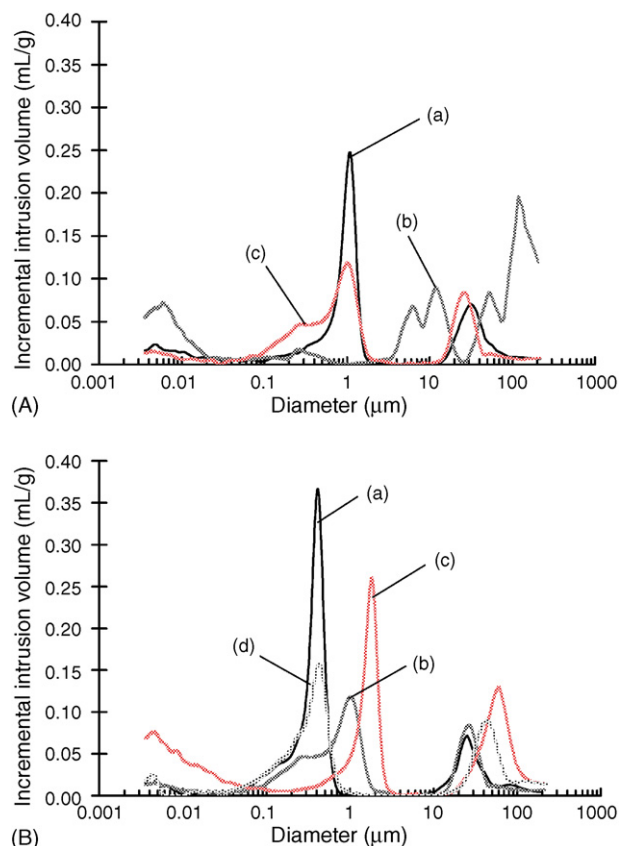 0.40
0.35
0.30
0.25
0.20
0.15
0.10
0.05
0.00
Incremental intrusion volume (mL/g)
(a)
(b)
(c)
0.001 0.01 0.1 1 10 100 1000
(A)
Diameter (μm)
0.40
0.35
0.30
0.25
0.20
0.15
0.10
0.05
0.00
Incremental intrusion volume (mL/g)
(a)
(c)
(d)
(b)
0.001 0.01 0.1 1 10 100 1000
(B)
Diameter (μm)